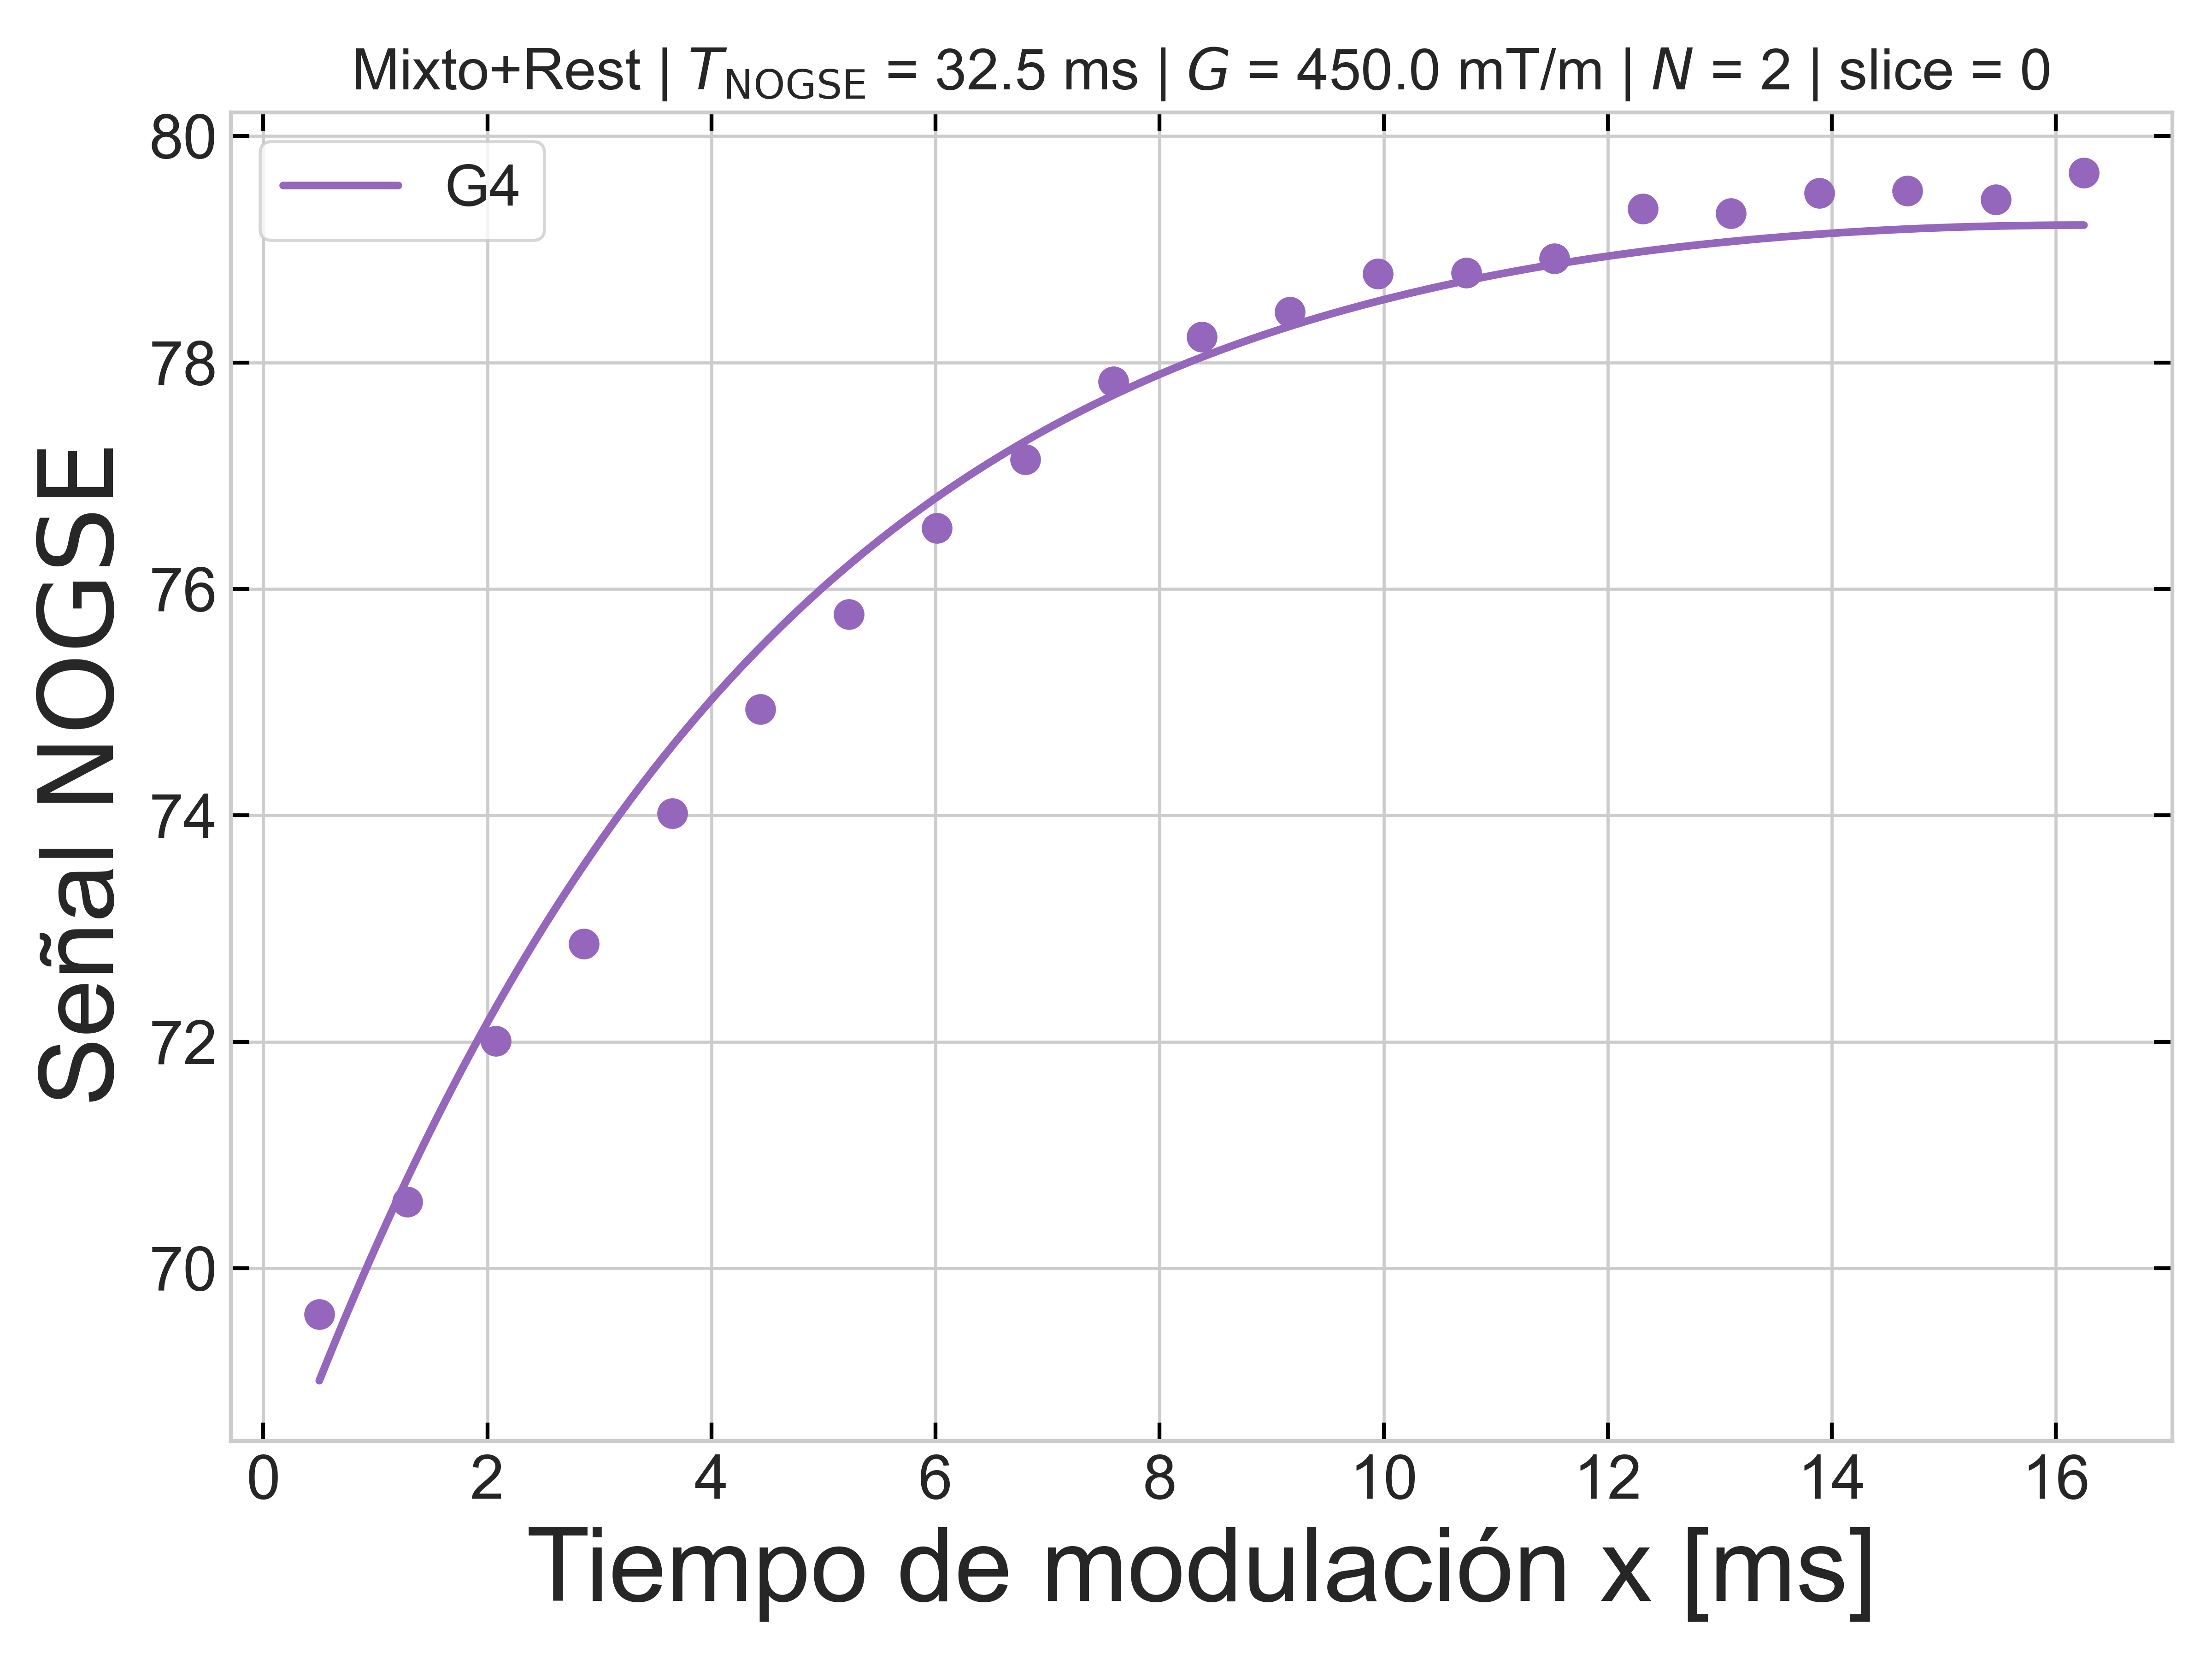 Mixto+Rest | T_NOGSE = 32.5 ms | G = 450.0 mT/m | N = 2 | slice = 0
G4
80
78
76
74
72
70
Señal NOGSE
0 2 4 6 8 10 12 14 16
Tiempo de modulación x [ms]